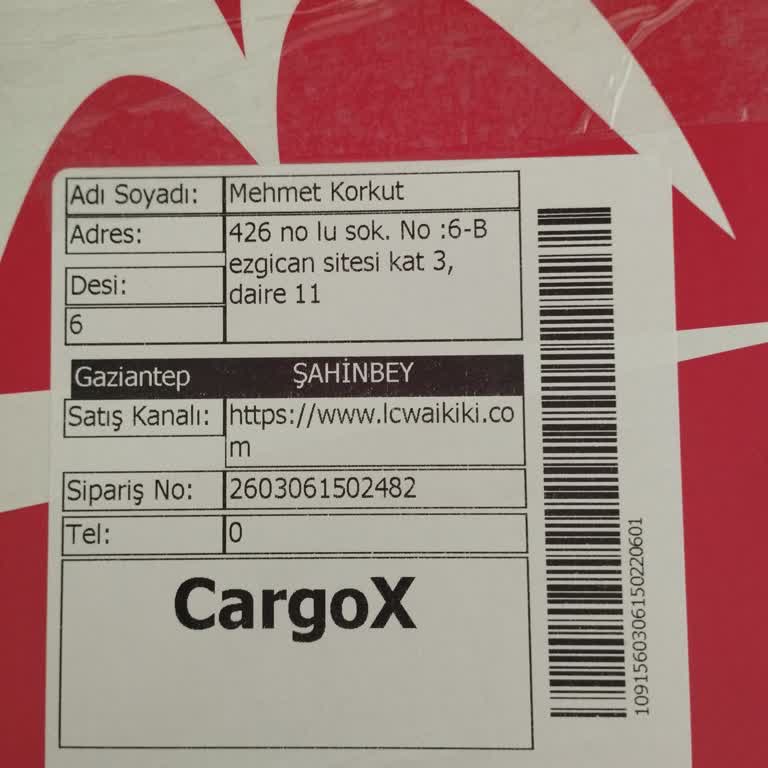 Adı Soyadı: Mehmet Korkut
Adres: 426 no lu sok. No :6-B
ezgican sitesi kat 3,
daire 11
Desi:
6
Gaziantep ŞAHİNBEY
Satış Kanalı: https://www.lcwaikiki.co
m
Sipariş No: 2603061502482
Tel: 0
CargoX
10915603061502206​01